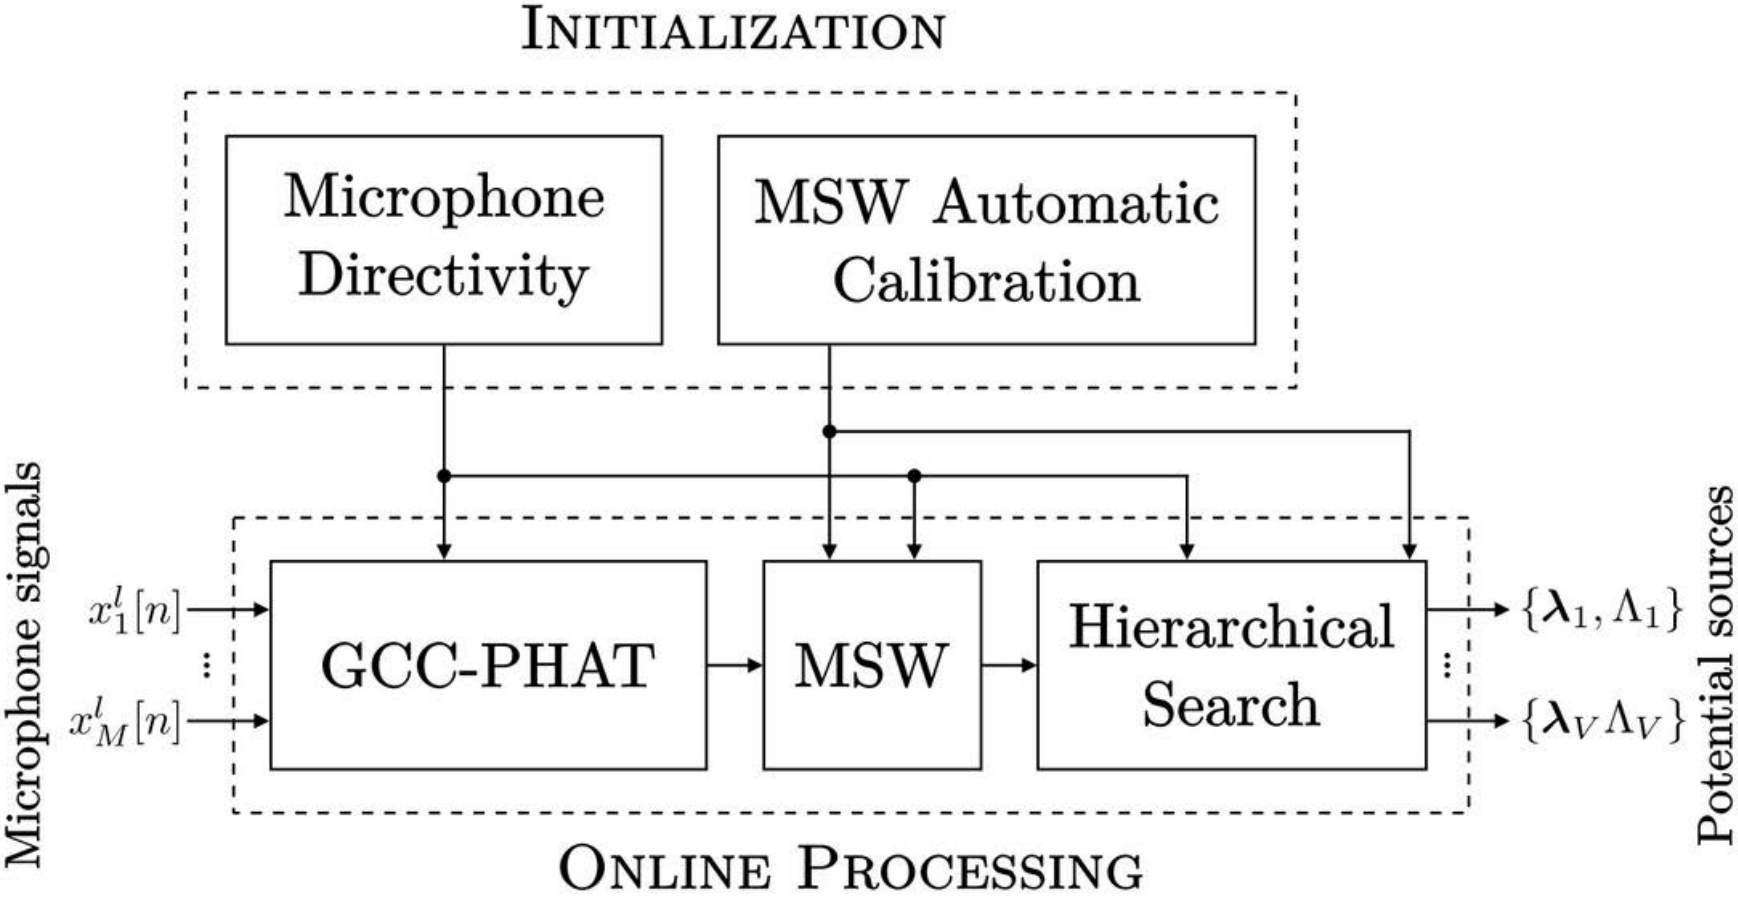 INITIALIZATION
Microphone
Directivity
MSW Automatic
Calibration
Microphone signals
x_1^l[n]
⋮
x_M^l[n]
GCC-PHAT
MSW
Hierarchical
Search
{λ_1, Λ_1}
⋮
{λ_V Λ_V}
Potential sources
ONLINE PROCESSING